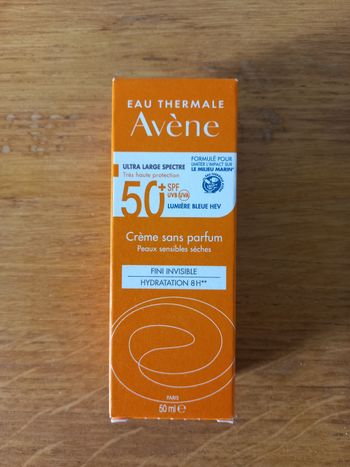 EAU THERMALE
Avène
ULTRA LARGE SPECTRE
Très haute protection
50+ SPF
UVB UVA
LUMIÈRE BLEUE HEV
FORMULÉ POUR
LIMITER L'IMPACT SUR
LE MILIEU MARIN*
Crème sans parfum
Peaux sensibles sèches
FINI INVISIBLE
HYDRATATION 8H**
PARIS
50 ml ℮